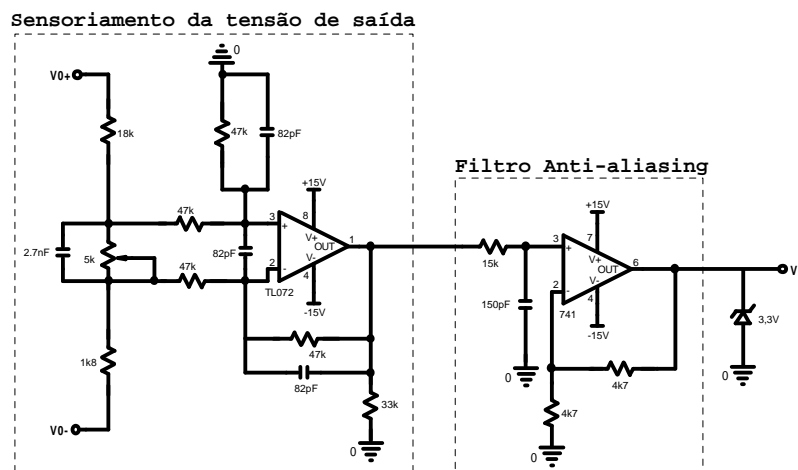 Sensoriamento da tensão de saída
0
V0+
18k
47k
82pF
Filtro Anti-aliasing
+15V
+15V
47k
3
8
V+
+
OUT
1
2.7nF
5k
82pF
47k
2
-
V-
4
TL072
-15V
15k
3
7
+
V+
OUT
6
150pF
2
-
V-
4
741
-15V
V
3,3V
1k8
47k
82pF
0
4k7
0
33k
4k7
V0-
0
0